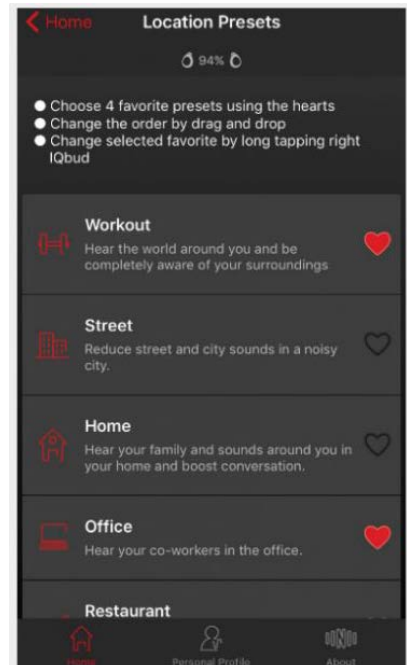 Home Location Presets
94%
Choose 4 favorite presets using the hearts
Change the order by drag and drop
Change selected favorite by long tapping right
IQbud
Workout
Hear the world around you and be
completely aware of your surroundings
Street
Reduce street and city sounds in a noisy
city.
Home
Hear your family and sounds around you in
your home and boost conversation.
Office
Hear your co-workers in the office.
Restaurant
Home Personal Profile About